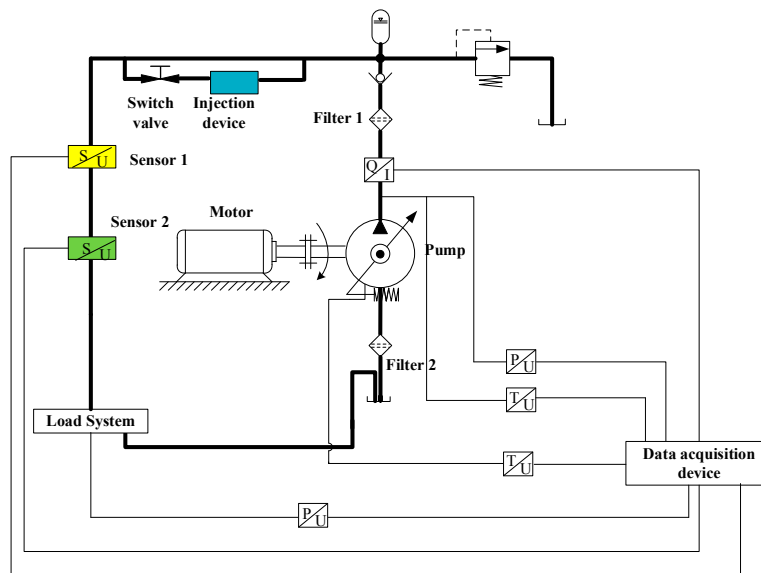 Switch
valve
Injection
device
Filter 1
S U
Sensor 1
Q I
Sensor 2
S U
Motor
Pump
Filter 2
P U
T U
Load System
T U
Data acquisition
device
P U